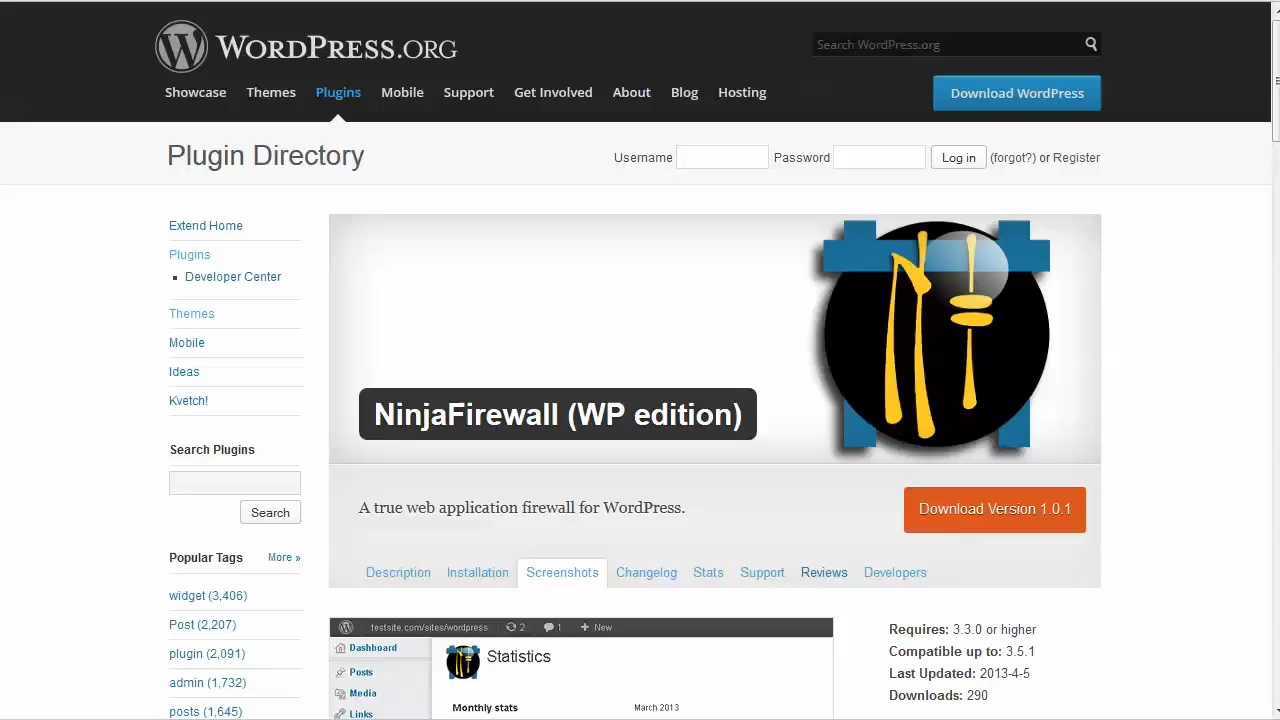 WORDPRESS.ORG
Search WordPress.org
Showcase Themes Plugins Mobile Support Get Involved About Blog Hosting
Download WordPress
Plugin Directory
Username Password Log in (forgot?) or Register
Extend Home
Plugins
Developer Center
Themes
Mobile
Ideas
Kvetch!
Search Plugins
Search
Popular Tags More »
widget (3,406)
Post (2,207)
plugin (2,091)
admin (1,732)
posts (1,645)
NinjaFirewall (WP edition)
A true web application firewall for WordPress.
Download Version 1.0.1
Description Installation Screenshots Changelog Stats Support Reviews Developers
testsite.com/sites/wordpress 2 1 + New
Dashboard
Posts
Media
Links
Statistics
Monthly stats March 2013
Requires: 3.3.0 or higher
Compatible up to: 3.5.1
Last Updated: 2013-4-5
Downloads: 290